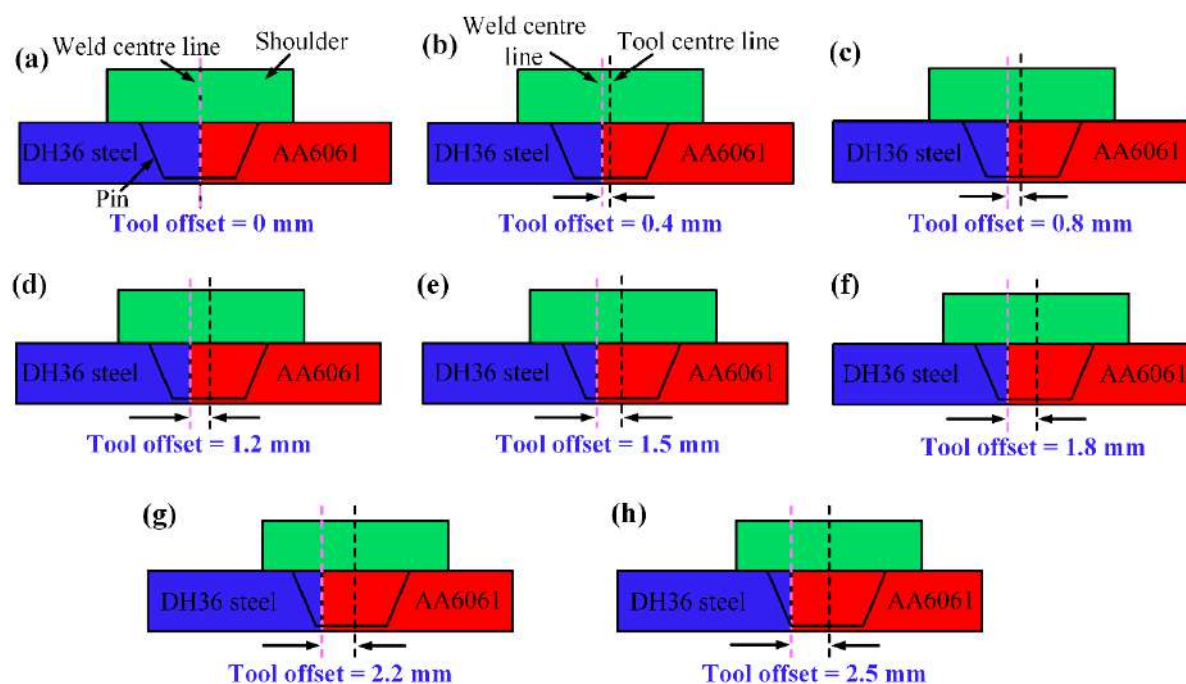 (a)
Weld centre line
Shoulder
DH36 steel
AA6061
Pin
Tool offset = 0 mm
(b)
Weld centre
line
Tool centre line
DH36 steel
AA6061
Tool offset = 0.4 mm
(c)
DH36 steel
AA6061
Tool offset = 0.8 mm
(d)
DH36 steel
AA6061
Tool offset = 1.2 mm
(e)
DH36 steel
AA6061
Tool offset = 1.5 mm
(f)
DH36 steel
AA6061
Tool offset = 1.8 mm
(g)
DH36 steel
AA6061
Tool offset = 2.2 mm
(h)
DH36 steel
AA6061
Tool offset = 2.5 mm